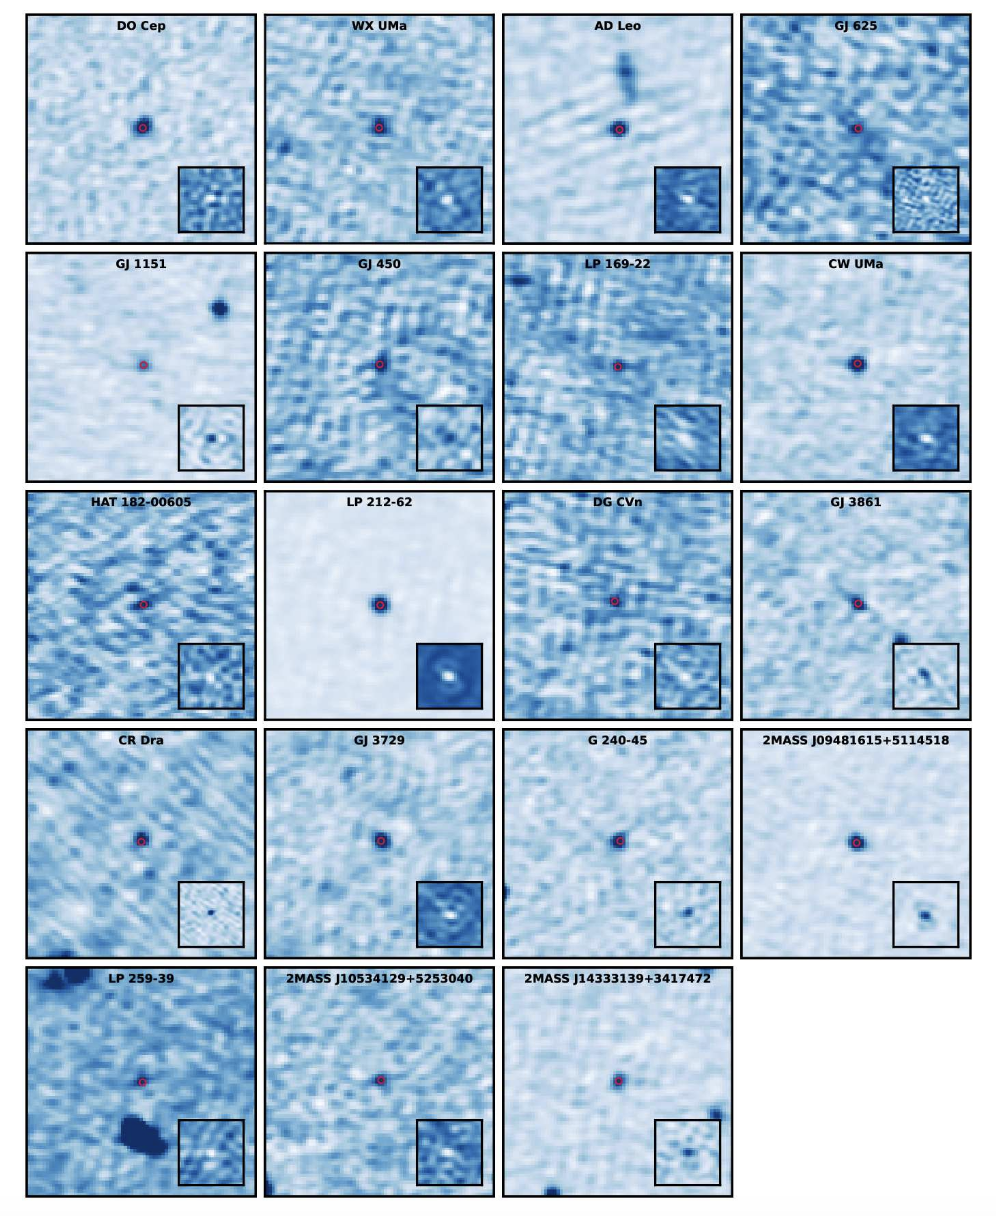 DO Cep
WX UMa
AD Leo
GJ 625
GJ 1151
GJ 450
LP 169-22
CW UMa
HAT 182-00605
LP 212-62
DG CVn
GJ 3861
CR Dra
GJ 3729
G 240-45
2MASS J09481615+5114518
LP 259-39
2MASS J10534129+5253040
2MASS J14333139+3417472